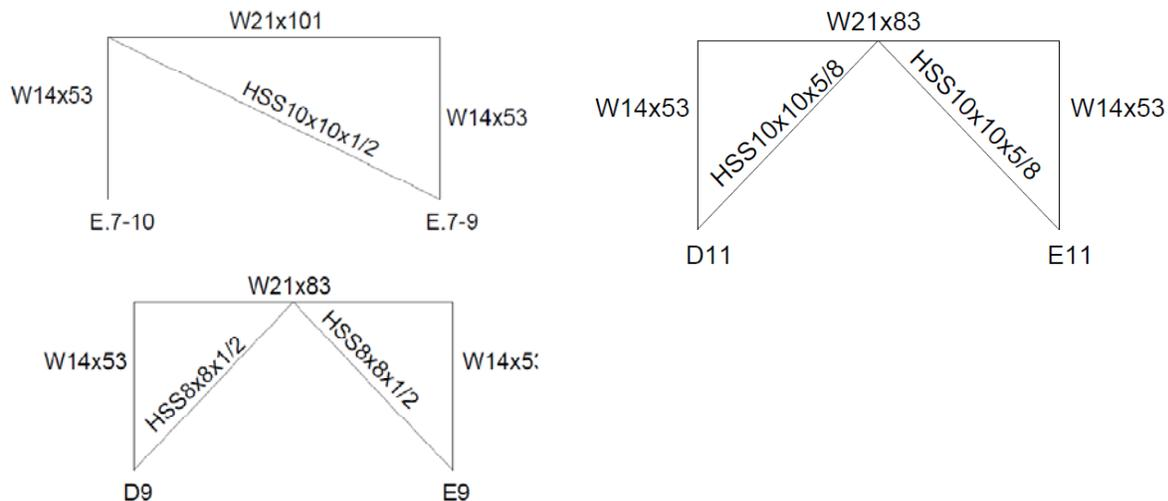 W21x101
W14x53
HSS10x10x1/2
W14x53
E.7-10
E.7-9
W21x83
W14x53
HSS10x10x5/8
HSS10x10x5/8
W14x53
D11
E11
W21x83
W14x53
HSS8x8x1/2
HSS8x8x1/2
W14x5
D9
E9